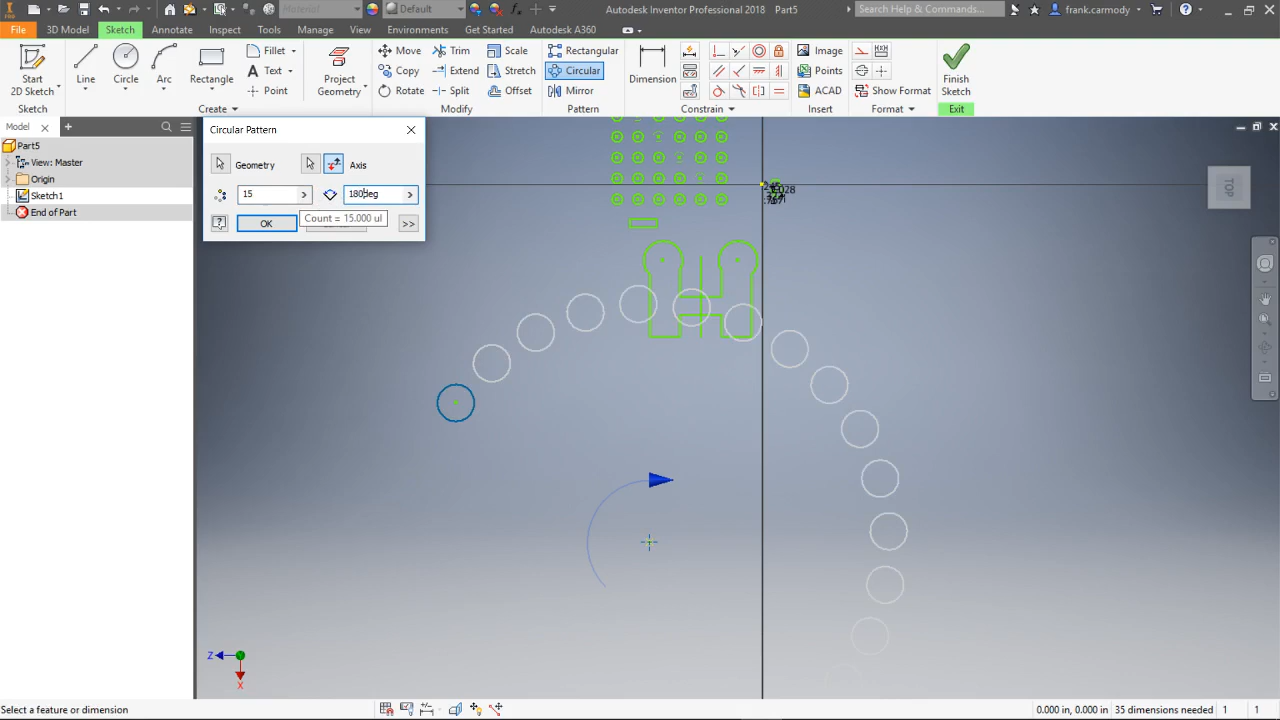 PRO
Material
Default
Autodesk Inventor Professional 2018 Part5
Search Help & Commands...
frank.carmody
File 3D Model Sketch Annotate Inspect Tools Manage View Environments Get Started Autodesk A360
Start
2D Sketch
Line
Circle
Arc
Rectangle
Fillet
Text
Point
Project
Geometry
Move
Copy
Rotate
Trim
Extend
Split
Scale
Stretch
Offset
Rectangular
Circular
Mirror
Dimension
Image
Points
ACAD
Show Format
Finish
Sketch
Sketch
Create
Modify
Pattern
Constrain
Insert
Format
Exit
Model
Part5
View: Master
Origin
Sketch1
End of Part
Circular Pattern
Geometry
Axis
15
180deg
OK
Count = 15.000 ul
>>
TOP
Z
X
Select a feature or dimension
0.000 in, 0.000 in 35 dimensions needed 1 1